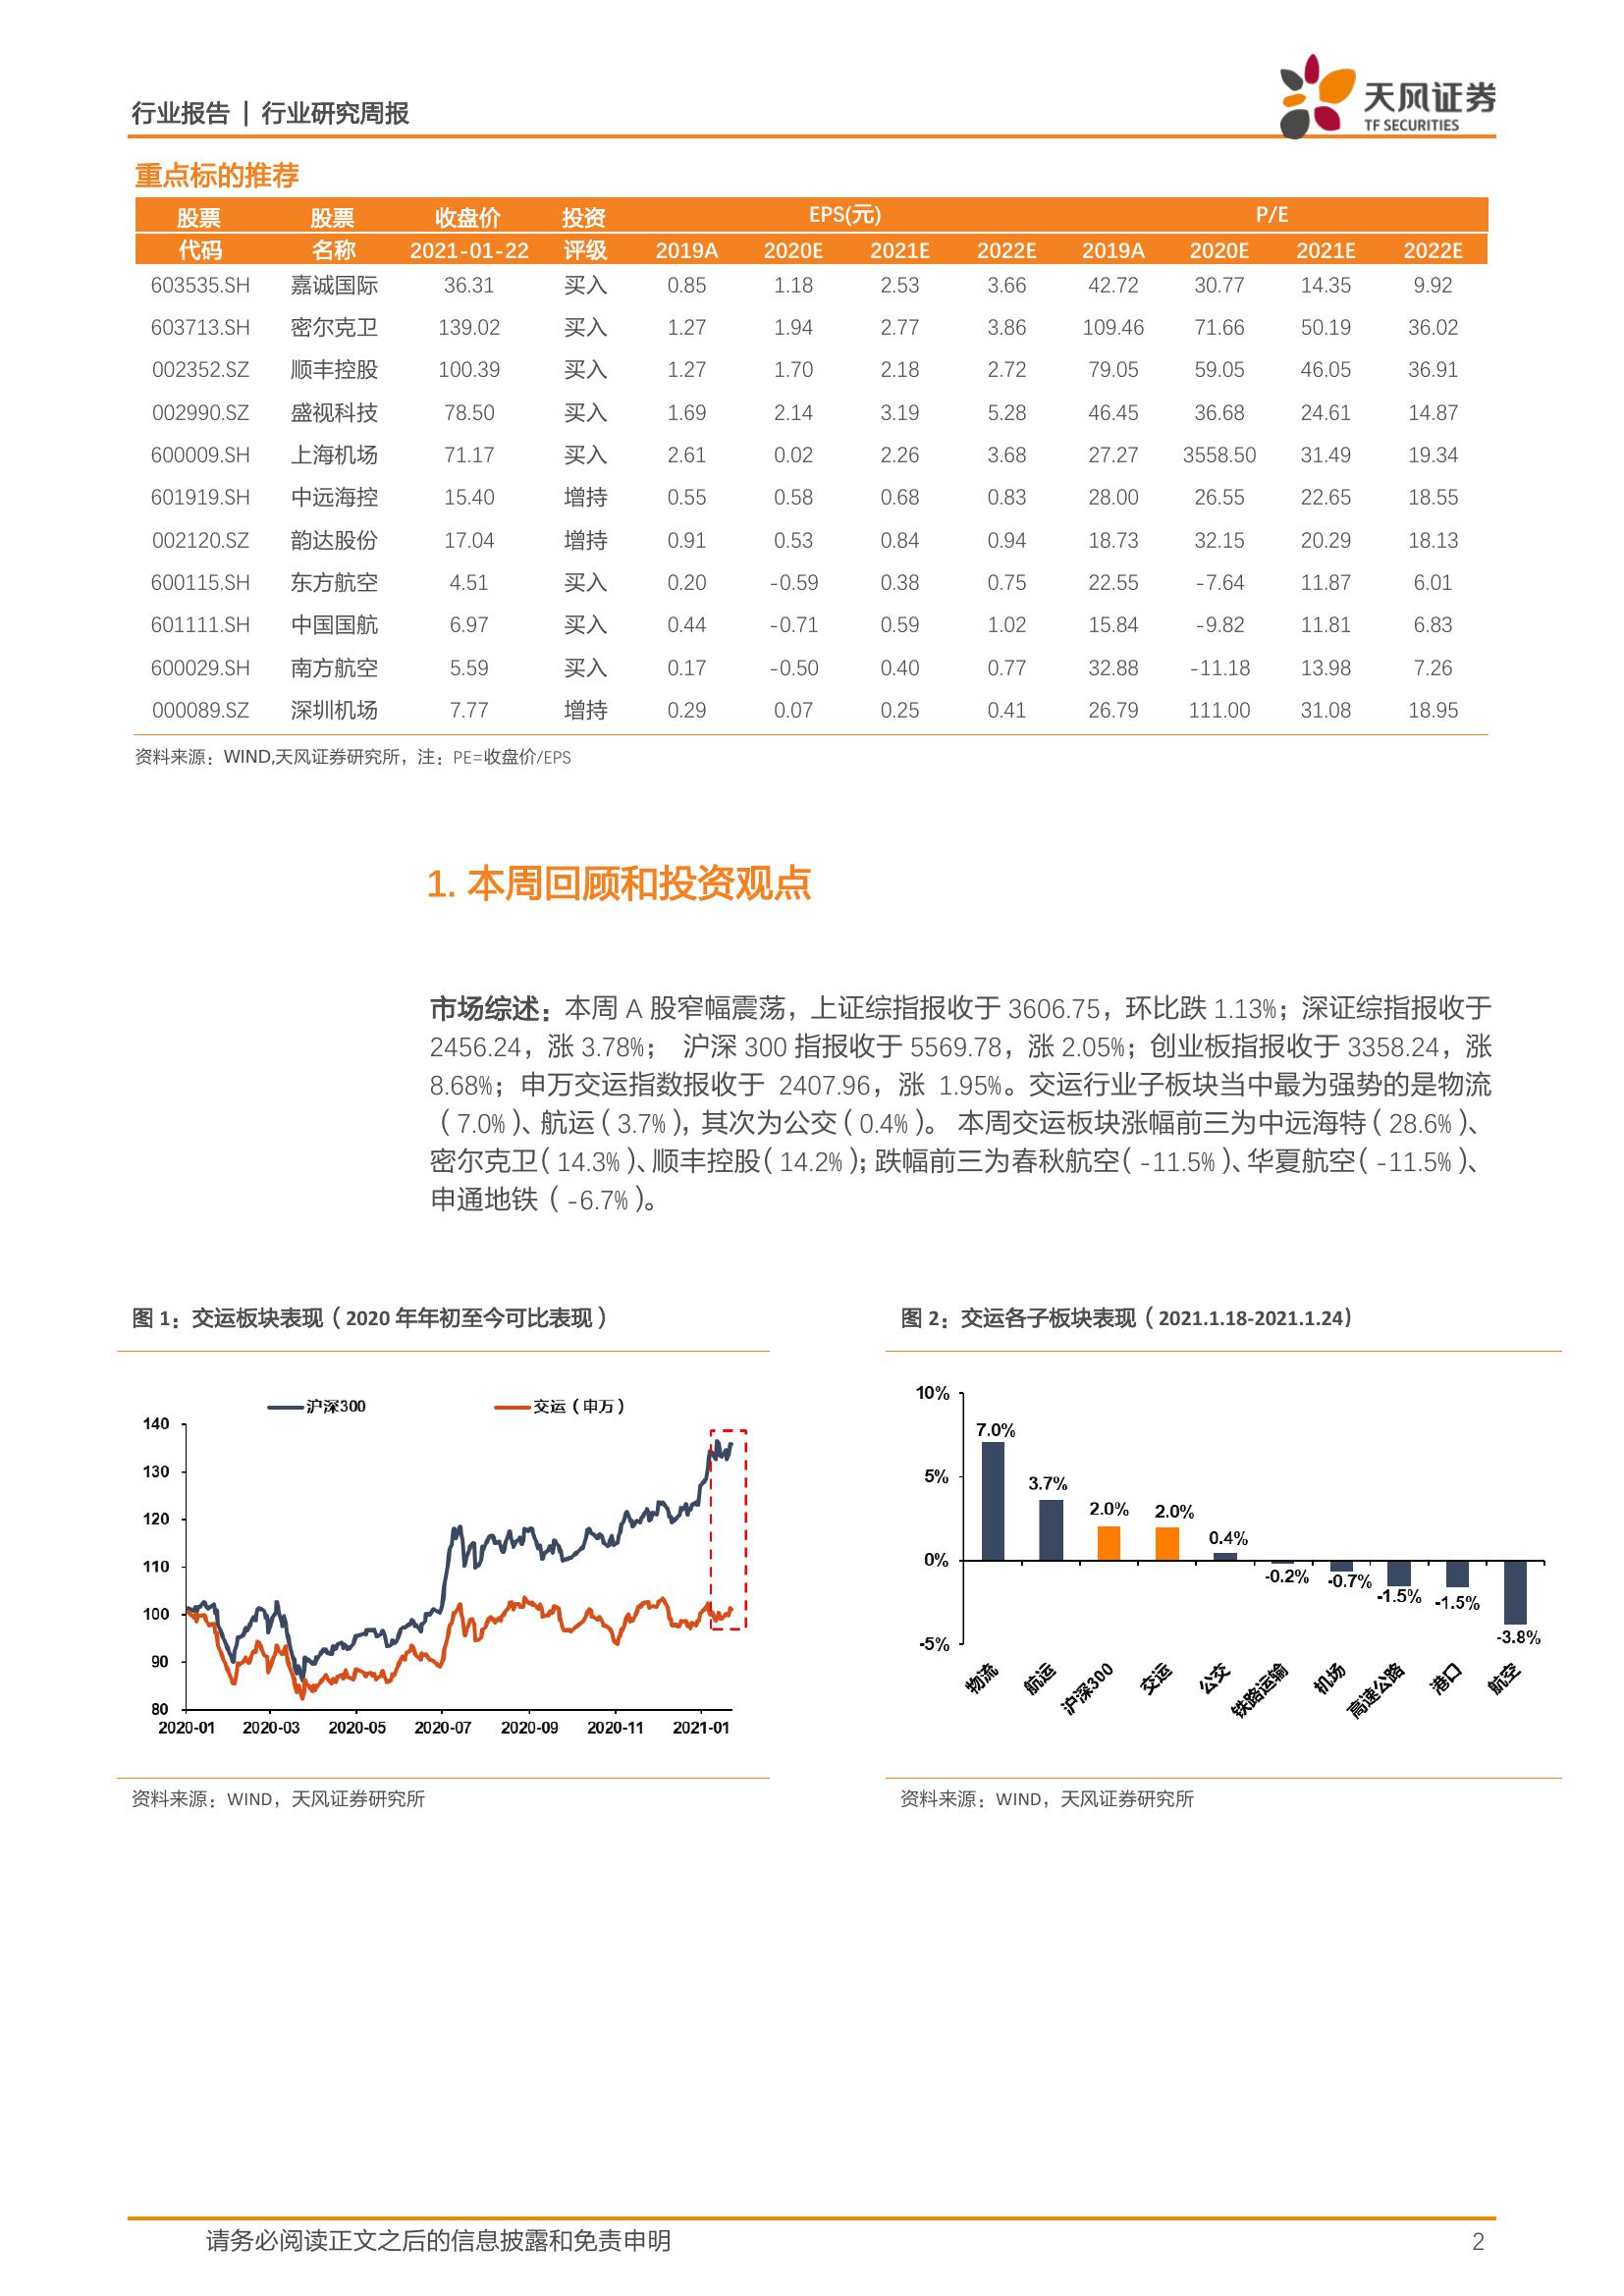 行业报告 | 行业研究周报
天风证券
TF SECURITIES
重点标的推荐
股票 股票 收盘价 投资 EPS(元) P/E
代码 名称 2021-01-22 评级 2019A 2020E 2021E 2022E 2019A 2020E 2021E 2022E
603535.SH 嘉诚国际 36.31 买入 0.85 1.18 2.53 3.66 42.72 30.77 14.35 9.92
603713.SH 密尔克卫 139.02 买入 1.27 1.94 2.77 3.86 109.46 71.66 50.19 36.02
002352.SZ 顺丰控股 100.39 买入 1.27 1.70 2.18 2.72 79.05 59.05 46.05 36.91
002990.SZ 盛视科技 78.50 买入 1.69 2.14 3.19 5.28 46.45 36.68 24.61 14.87
600009.SH 上海机场 71.17 买入 2.61 0.02 2.26 3.68 27.27 3558.50 31.49 19.34
601919.SH 中远海控 15.40 增持 0.55 0.58 0.68 0.83 28.00 26.55 22.65 18.55
002120.SZ 韵达股份 17.04 增持 0.91 0.53 0.84 0.94 18.73 32.15 20.29 18.13
600115.SH 东方航空 4.51 买入 0.20 -0.59 0.38 0.75 22.55 -7.64 11.87 6.01
601111.SH 中国国航 6.97 买入 0.44 -0.71 0.59 1.02 15.84 -9.82 11.81 6.83
600029.SH 南方航空 5.59 买入 0.17 -0.50 0.40 0.77 32.88 -11.18 13.98 7.26
000089.SZ 深圳机场 7.77 增持 0.29 0.07 0.25 0.41 26.79 111.00 31.08 18.95
资料来源：WIND,天风证券研究所，注：PE=收盘价/EPS
1. 本周回顾和投资观点
市场综述：本周 A 股窄幅震荡，上证综指报收于 3606.75，环比跌 1.13%；深证综指报收于
2456.24，涨 3.78%； 沪深 300 指报收于 5569.78，涨 2.05%；创业板指报收于 3358.24，涨
8.68%；申万交运指数报收于 2407.96，涨 1.95%。交运行业子板块当中最为强势的是物流
（7.0%）、航运（3.7%），其次为公交（0.4%）。 本周交运板块涨幅前三为中远海特（28.6%）、
密尔克卫（14.3%）、顺丰控股（14.2%）；跌幅前三为春秋航空（-11.5%）、华夏航空（-11.5%）、
申通地铁（-6.7%）。
图 1：交运板块表现（2020 年年初至今可比表现）
沪深300 交运（申万）
140
130
120
110
100
90
80
2020-01 2020-03 2020-05 2020-07 2020-09 2020-11 2021-01
资料来源：WIND，天风证券研究所
图 2：交运各子板块表现（2021.1.18-2021.1.24）
10%
5%
0%
-5%
7.0% 3.7% 2.0% 2.0% 0.4% -0.2% -0.7% -1.5% -1.5% -3.8%
物流 航运 沪深300 交运 公交 铁路运输 机场 高速公路 港口 航空
资料来源：WIND，天风证券研究所
请务必阅读正文之后的信息披露和免责申明 2